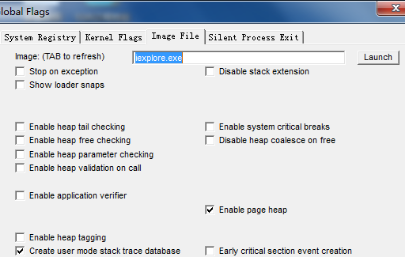 Global Flags
System Registry Kernel Flags Image File Silent Process Exit
Image: (TAB to refresh) iexplore.exe Launch
Stop on exception Disable stack extension
Show loader snaps
Enable heap tail checking Enable system critical breaks
Enable heap free checking Disable heap coalesce on free
Enable heap parameter checking
Enable heap validation on call
Enable application verifier
Enable page heap
Enable heap tagging
Create user mode stack trace database Early critical section event creation